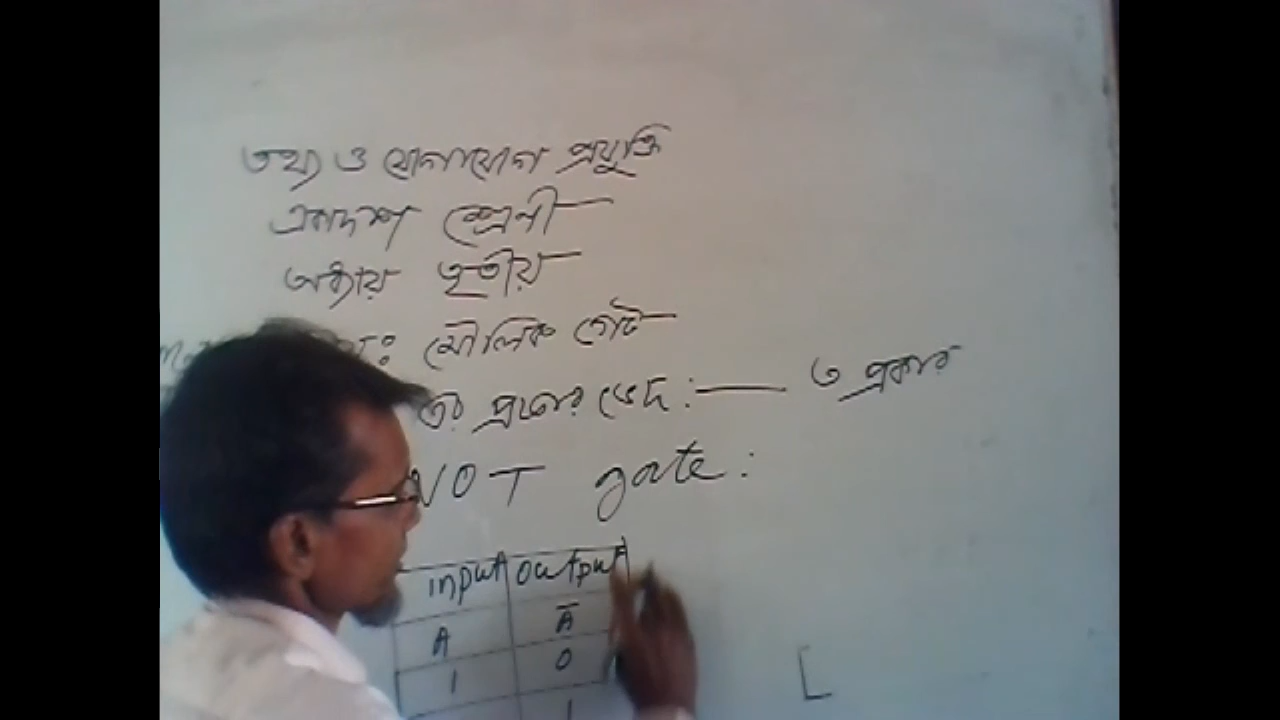 তথ্য ও যোগাযোগ প্রযুক্তি
একাদশ শ্রেনী
অধ্যায় তৃতীয়
মৌলিক গেট
প্রকার ভেদ :— ৩ প্রকার
NOT gate :
input output
A Ā
1 0
1